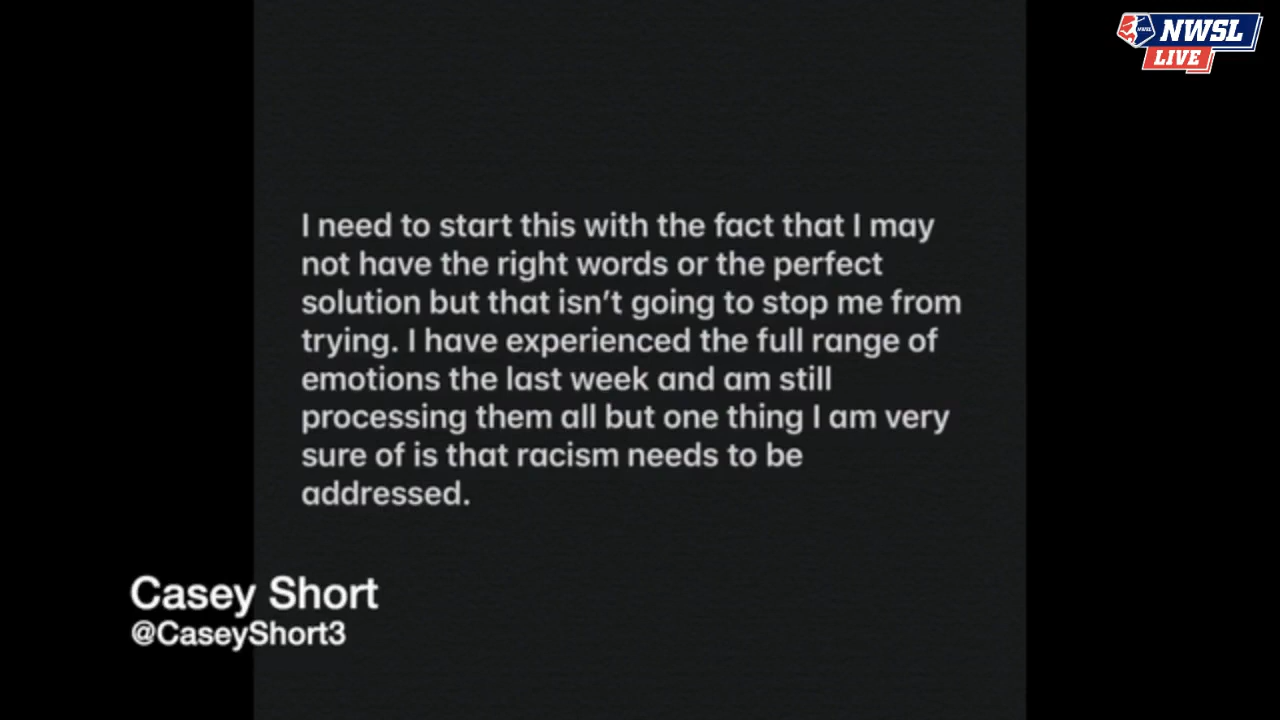 NWSL
LIVE
I need to start this with the fact that I may
not have the right words or the perfect
solution but that isn't going to stop me from
trying. I have experienced the full range of
emotions the last week and am still
processing them all but one thing I am very
sure of is that racism needs to be
addressed.
Casey Short
@CaseyShort3